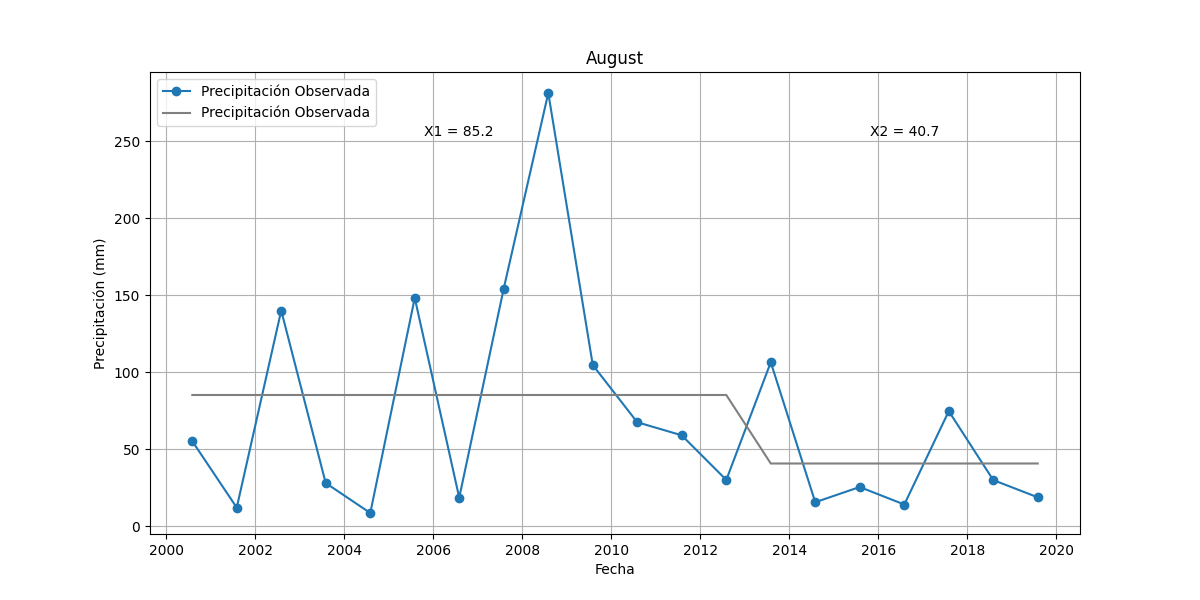 August
Precipitación Observada
Precipitación Observada
X1 = 85.2
X2 = 40.7
Precipitación (mm)
250
200
150
100
50
0
2000 2002 2004 2006 2008 2010 2012 2014 2016 2018 2020
Fecha